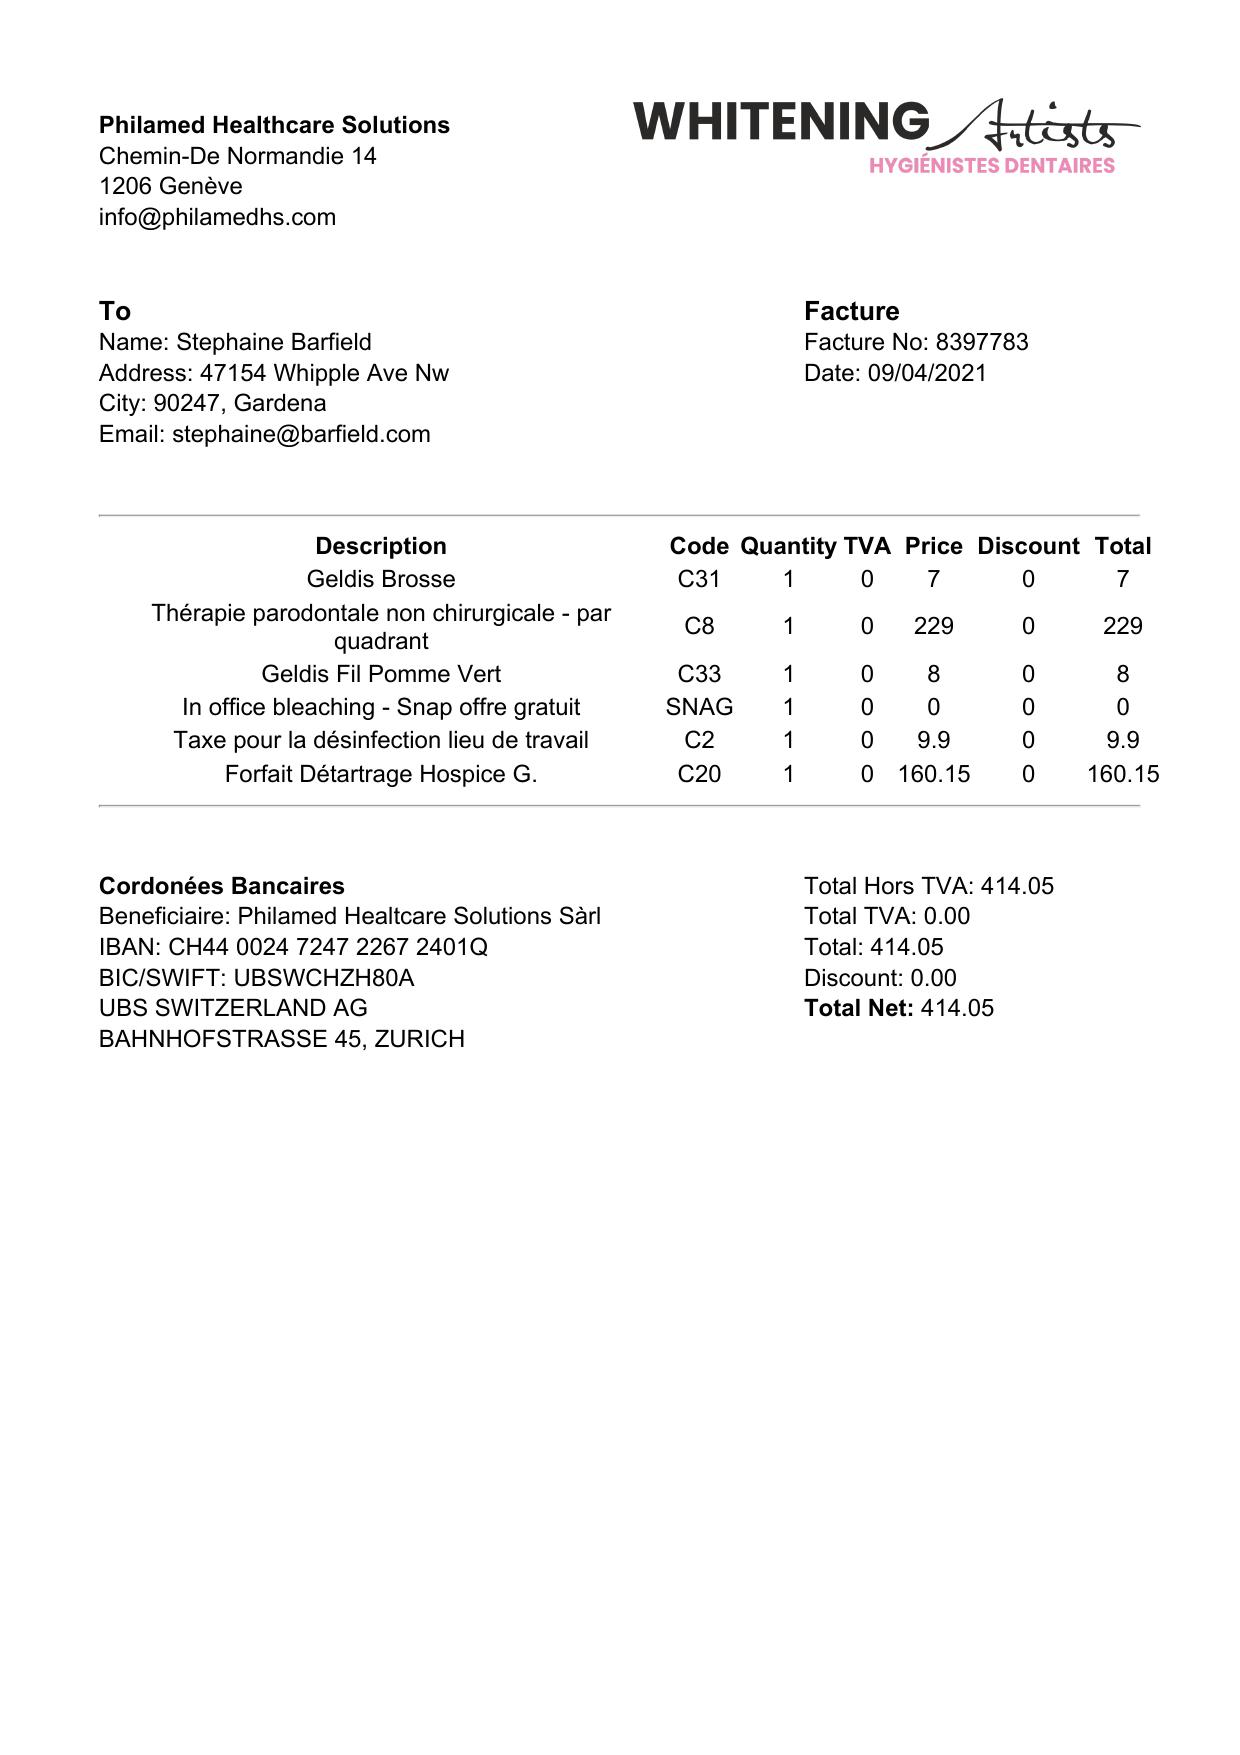 Philamed Healthcare Solutions
Chemin-De Normandie 14
1206 Genève
info@philamedhs.com
WHITENING Artists
HYGIÉNISTES DENTAIRES
To
Name: Stephaine Barfield
Address: 47154 Whipple Ave Nw
City: 90247, Gardena
Email: stephaine@barfield.com
Facture
Facture No: 8397783
Date: 09/04/2021
Description Code Quantity TVA Price Discount Total
Geldis Brosse C31 1 0 7 0 7
Thérapie parodontale non chirurgicale - par
quadrant C8 1 0 229 0 229
Geldis Fil Pomme Vert C33 1 0 8 0 8
In office bleaching - Snap offre gratuit SNAG 1 0 0 0 0
Taxe pour la désinfection lieu de travail C2 1 0 9.9 0 9.9
Forfait Détartrage Hospice G. C20 1 0 160.15 0 160.15
Cordonées Bancaires
Beneficiaire: Philamed Healtcare Solutions Sàrl
IBAN: CH44 0024 7247 2267 2401Q
BIC/SWIFT: UBSWCHZH80A
UBS SWITZERLAND AG
BAHNHOFSTRASSE 45, ZURICH
Total Hors TVA: 414.05
Total TVA: 0.00
Total: 414.05
Discount: 0.00
Total Net: 414.05